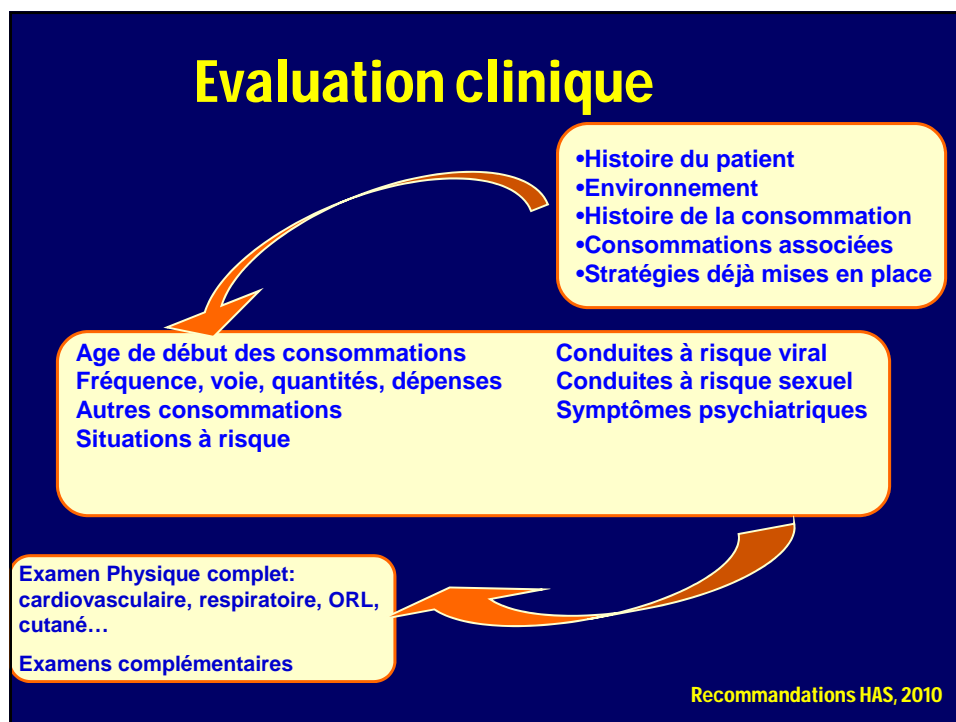 Evaluation clinique
•Histoire du patient
•Environnement
•Histoire de la consommation
•Consommations associées
•Stratégies déjà mises en place
Age de début des consommations
Fréquence, voie, quantités, dépenses
Autres consommations
Situations à risque
Conduites à risque viral
Conduites à risque sexuel
Symptômes psychiatriques
Examen Physique complet:
cardiovasculaire, respiratoire, ORL,
cutané…
Examens complémentaires
Recommandations HAS, 2010